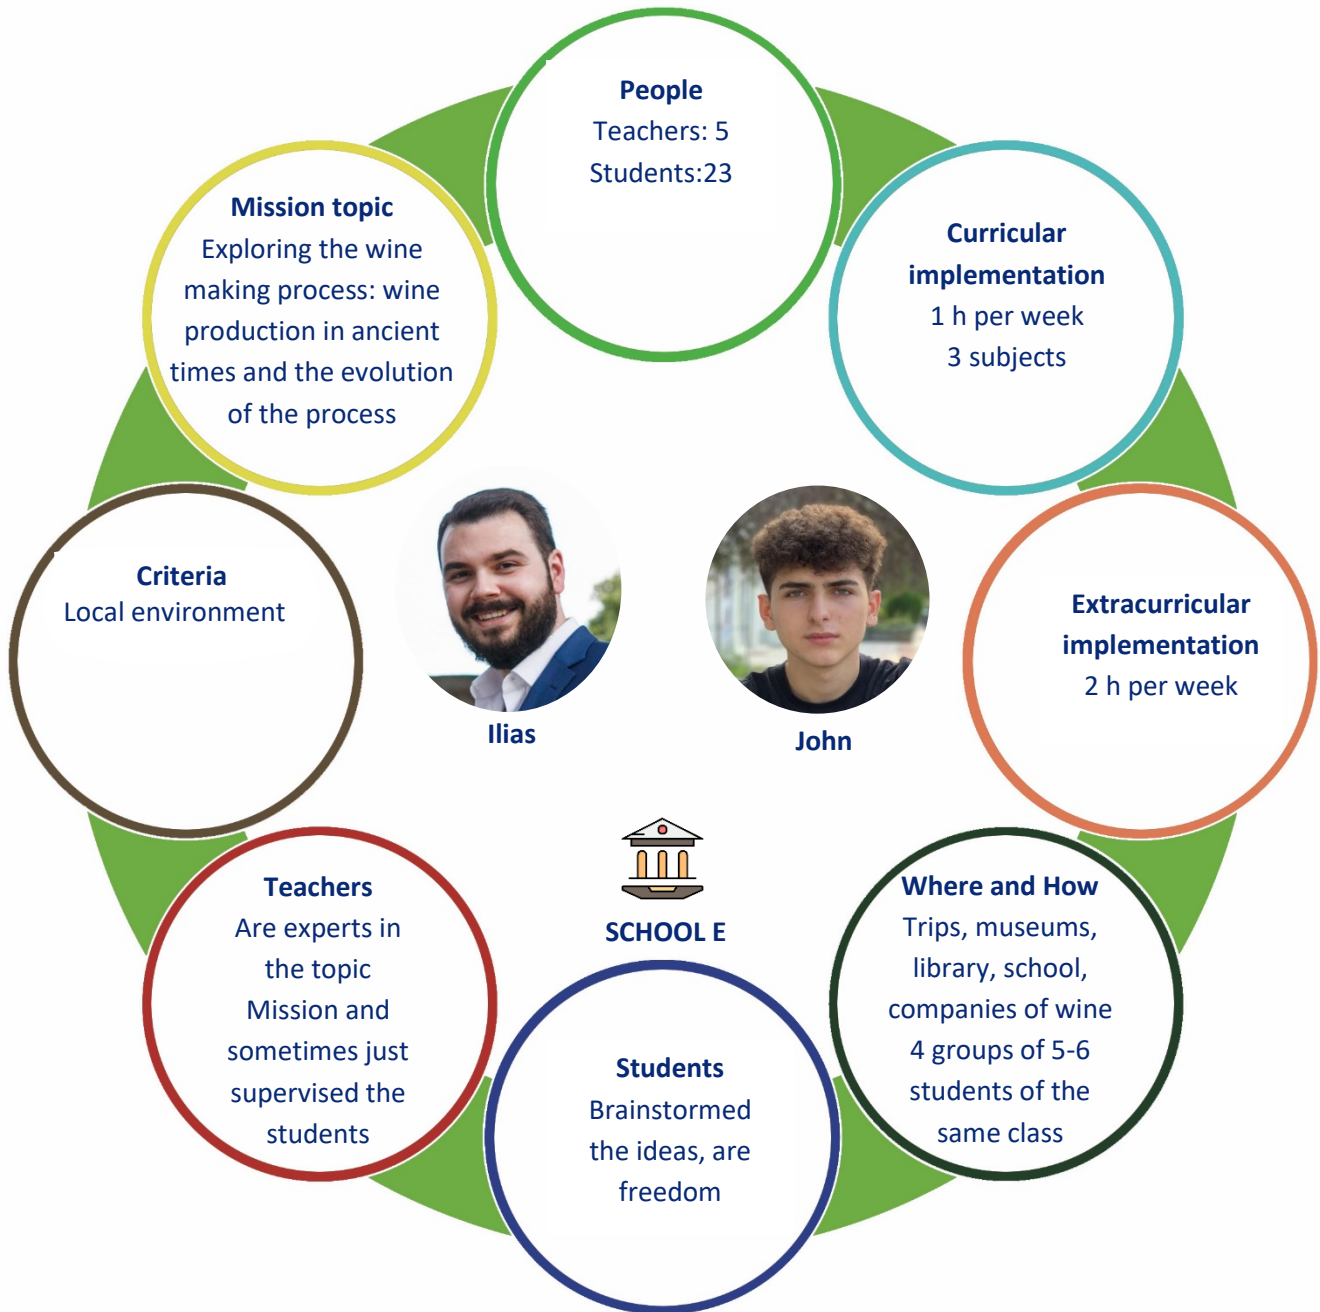 People
Teachers: 5
Students:23
Mission topic
Exploring the wine
making process: wine
production in ancient
times and the evolution
of the process
Curricular
implementation
1 h per week
3 subjects
Criteria
Local environment
Ilias
John
Extracurricular
implementation
2 h per week
SCHOOL E
Teachers
Are experts in
the topic
Mission and
sometimes just
supervised the
students
Students
Brainstormed
the ideas, are
freedom
Where and How
Trips, museums,
library, school,
companies of wine
4 groups of 5-6
students of the
same class